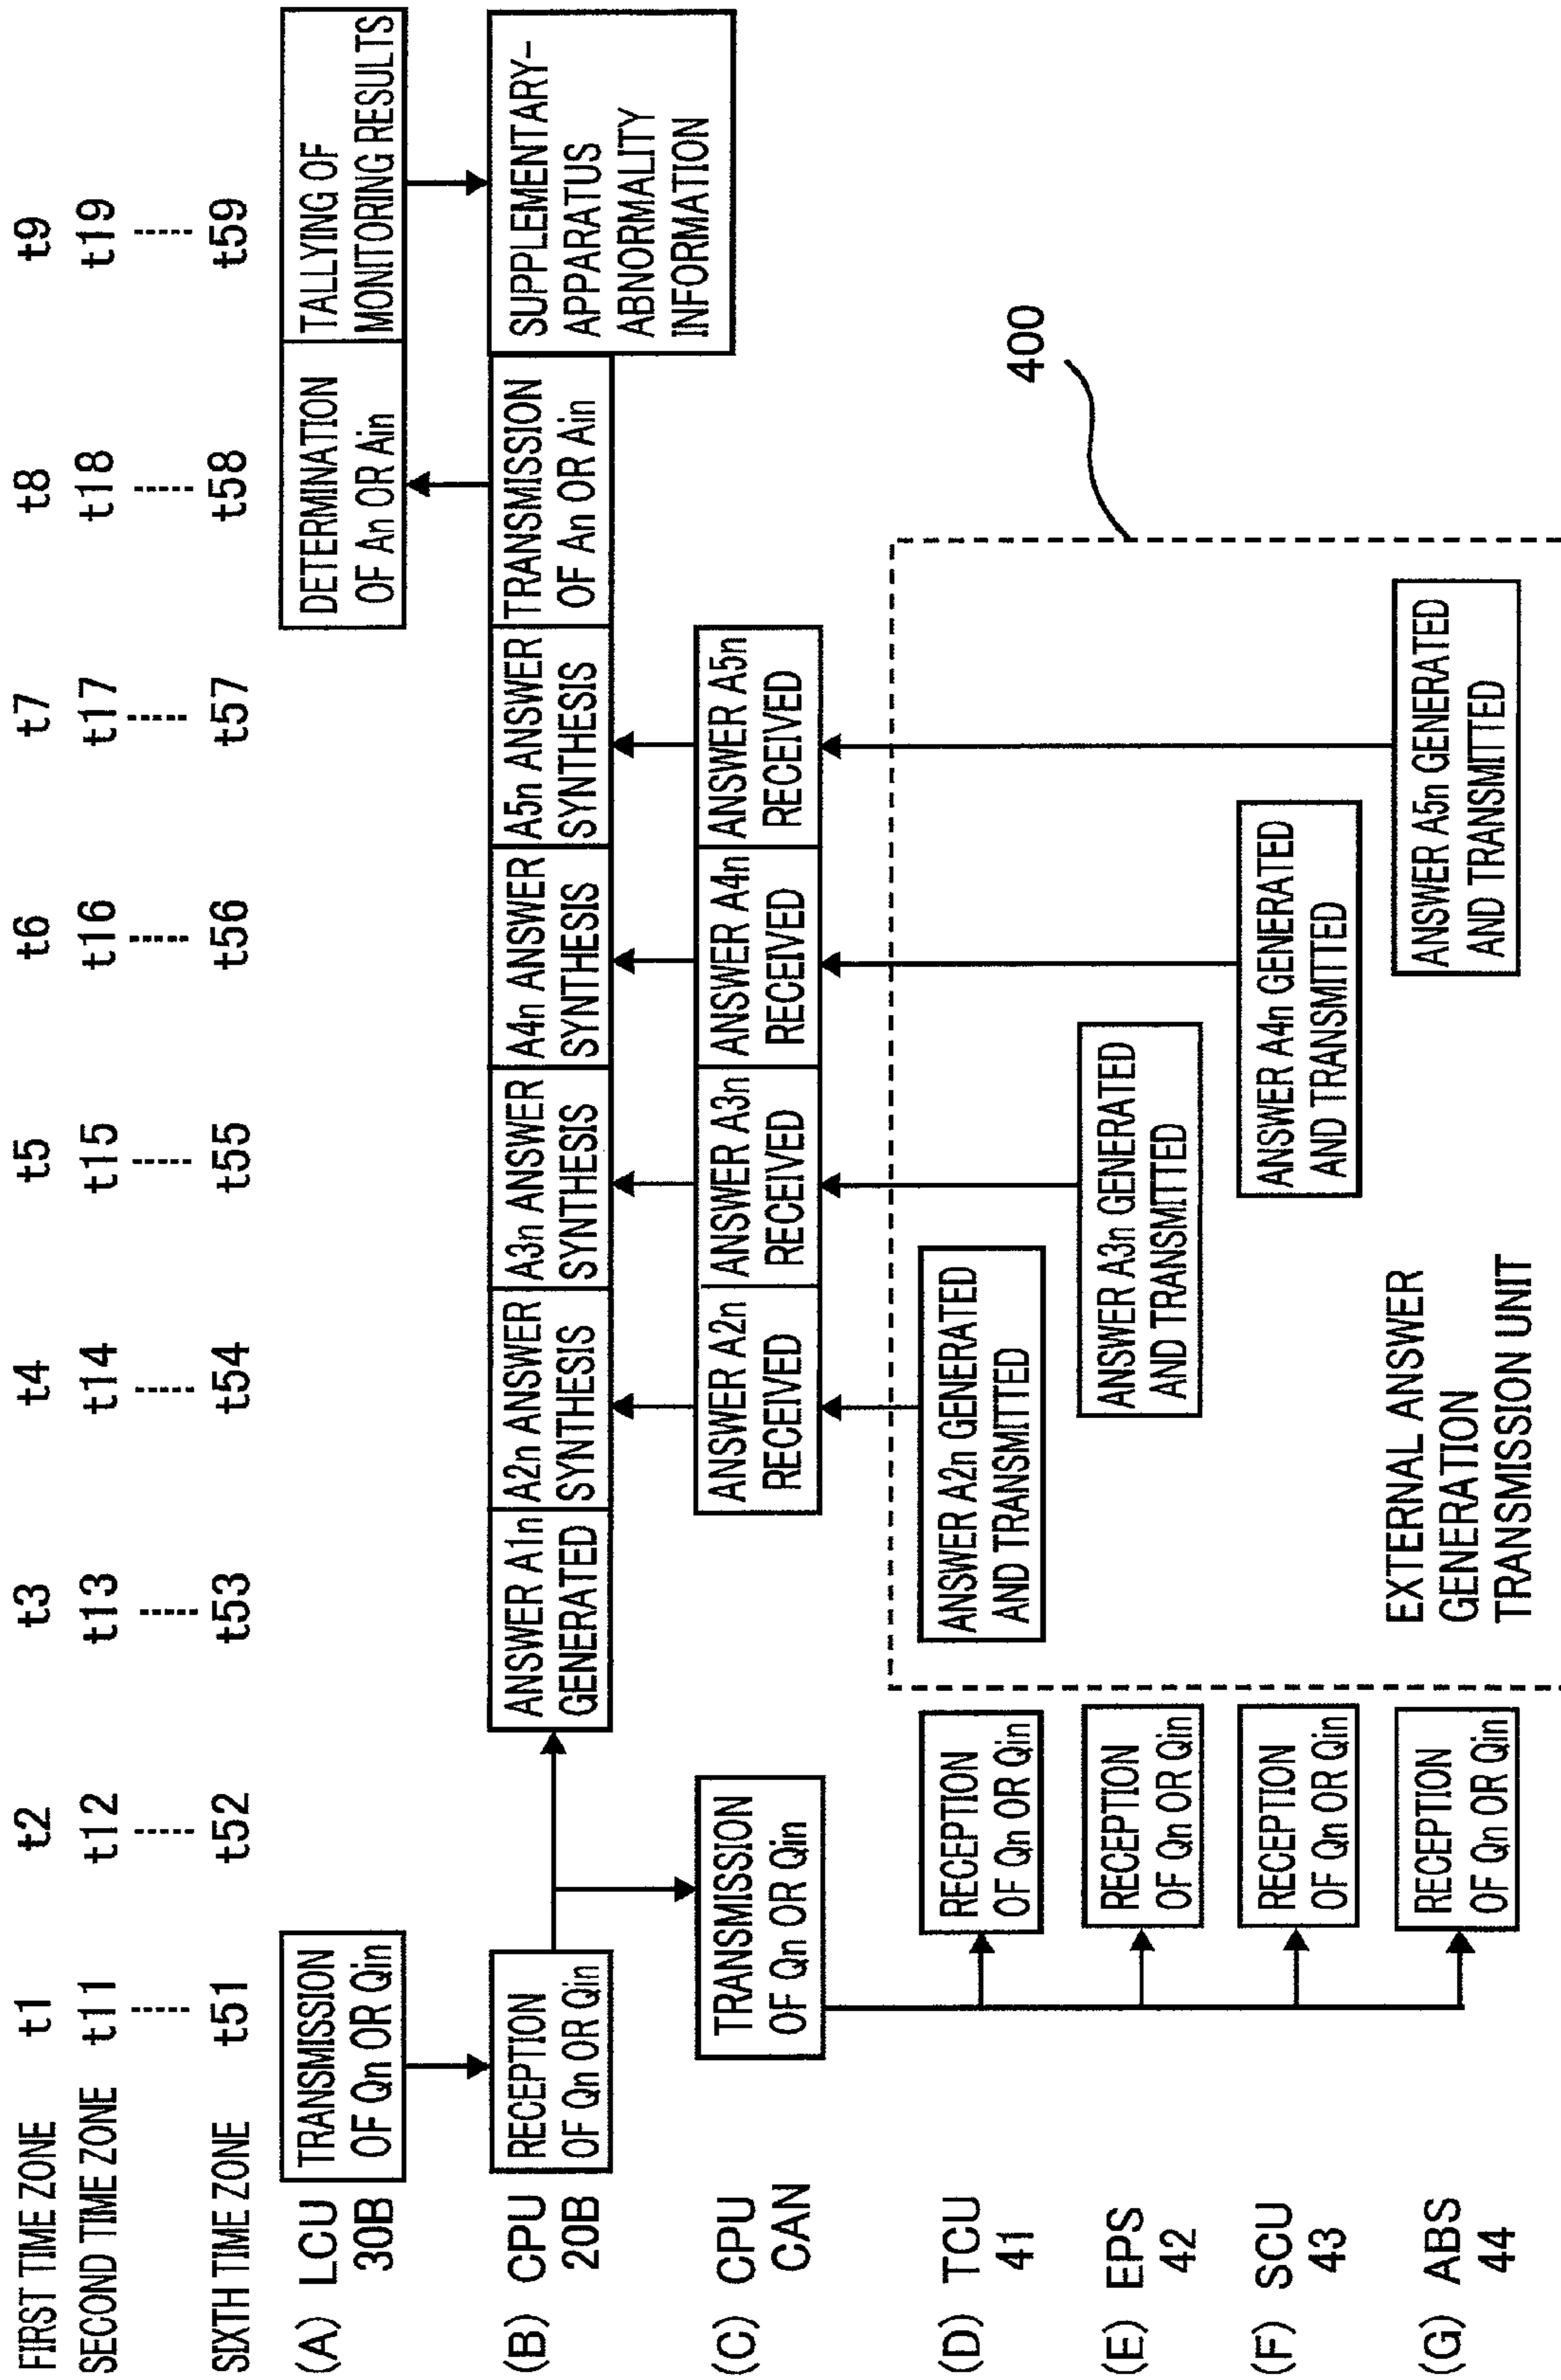 FIRST TIME ZONE t1 t2 t3 t4 t5 t6 t7 t8 t9
SECOND TIME ZONE t11 t12 t13 t14 t15 t16 t17 t18 t19
SIXTH TIME ZONE t51 t52 t53 t54 t55 t56 t57 t58 t59
(A) LCU
30B
TRANSMISSION
OF Qn OR Qin
DETERMINATION
OF An OR Ain
TALLYING OF
MONITORING RESULTS
(B) CPU
20B
RECEPTION
OF Qn OR Qin
ANSWER A1n
GENERATED
A2n ANSWER
SYNTHESIS
A3n ANSWER
SYNTHESIS
A4n ANSWER
SYNTHESIS
A5n ANSWER
SYNTHESIS
TRANSMISSION
OF An OR Ain
SUPPLEMENTARY-
APPARATUS
ABNORMALITY
INFORMATION
(C) CPU
CAN
TRANSMISSION
OF Qn OR Qin
ANSWER A2n
RECEIVED
ANSWER A3n
RECEIVED
ANSWER A4n
RECEIVED
ANSWER A5n
RECEIVED
400
(D) TCU
41
RECEPTION
OF Qn OR Qin
ANSWER A2n GENERATED
AND TRANSMITTED
(E) EPS
42
RECEPTION
OF Qn OR Qin
ANSWER A3n GENERATED
AND TRANSMITTED
(F) SCU
43
RECEPTION
OF Qn OR Qin
ANSWER A4n GENERATED
AND TRANSMITTED
(G) ABS
44
RECEPTION
OF Qn OR Qin
EXTERNAL ANSWER
GENERATION
TRANSMISSION UNIT
ANSWER A5n GENERATED
AND TRANSMITTED